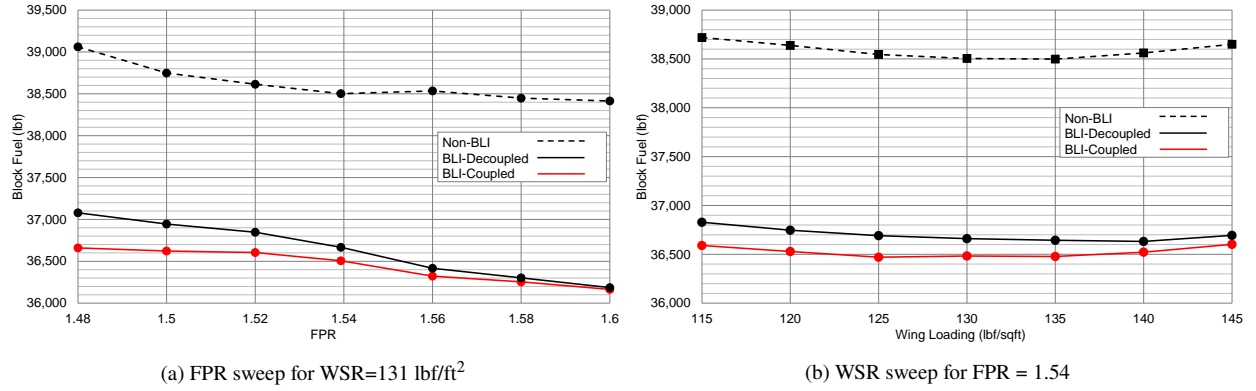 39,500
39,000
38,500
38,000
37,500
37,000
36,500
36,000
Block Fuel (lbf)
Non-BLI
BLI-Decoupled
BLI-Coupled
1.48 1.5 1.52 1.54 1.56 1.58 1.6
FPR
(a) FPR sweep for WSR=131 lbf/ft²
39,000
38,500
38,000
37,500
37,000
36,500
36,000
Block Fuel (lbf)
Non-BLI
BLI-Decoupled
BLI-Coupled
115 120 125 130 135 140 145
Wing Loading (lbf/sqft)
(b) WSR sweep for FPR = 1.54